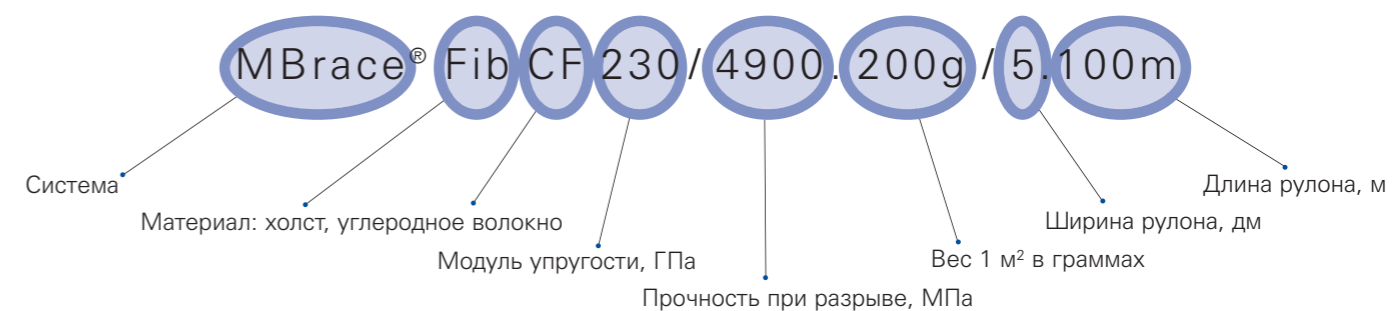 MBrace® Fib CF 230/4900.200g/5.100m
Система
Материал: холст, углеродное волокно
Модуль упругости, ГПа
Прочность при разрыве, МПа
Вес 1 м² в граммах
Ширина рулона, дм
Длина рулона, м